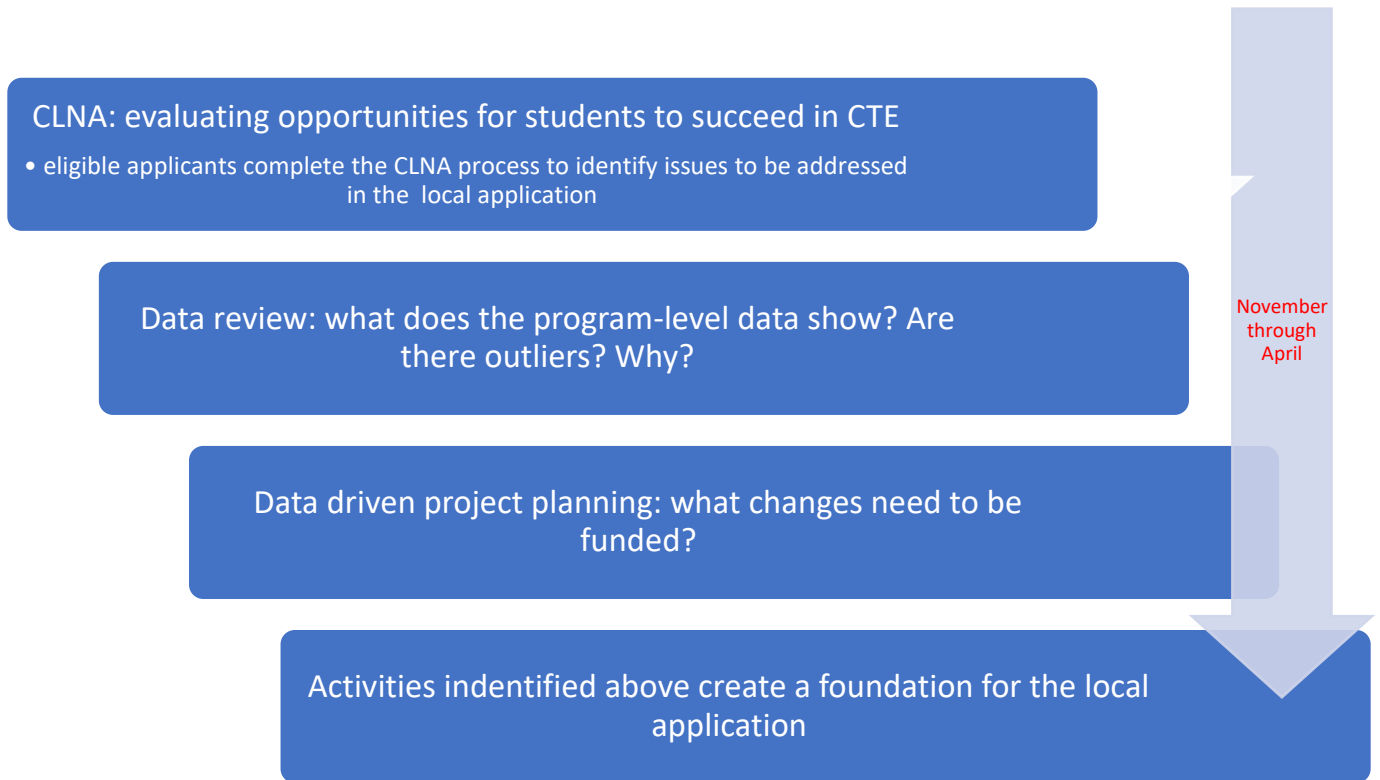 CLNA: evaluating opportunities for students to succeed in CTE
• eligible applicants complete the CLNA process to identify issues to be addressed
in the local application
Data review: what does the program-level data show? Are
there outliers? Why?
November
through
April
Data driven project planning: what changes need to be
funded?
Activities indentified above create a foundation for the local
application